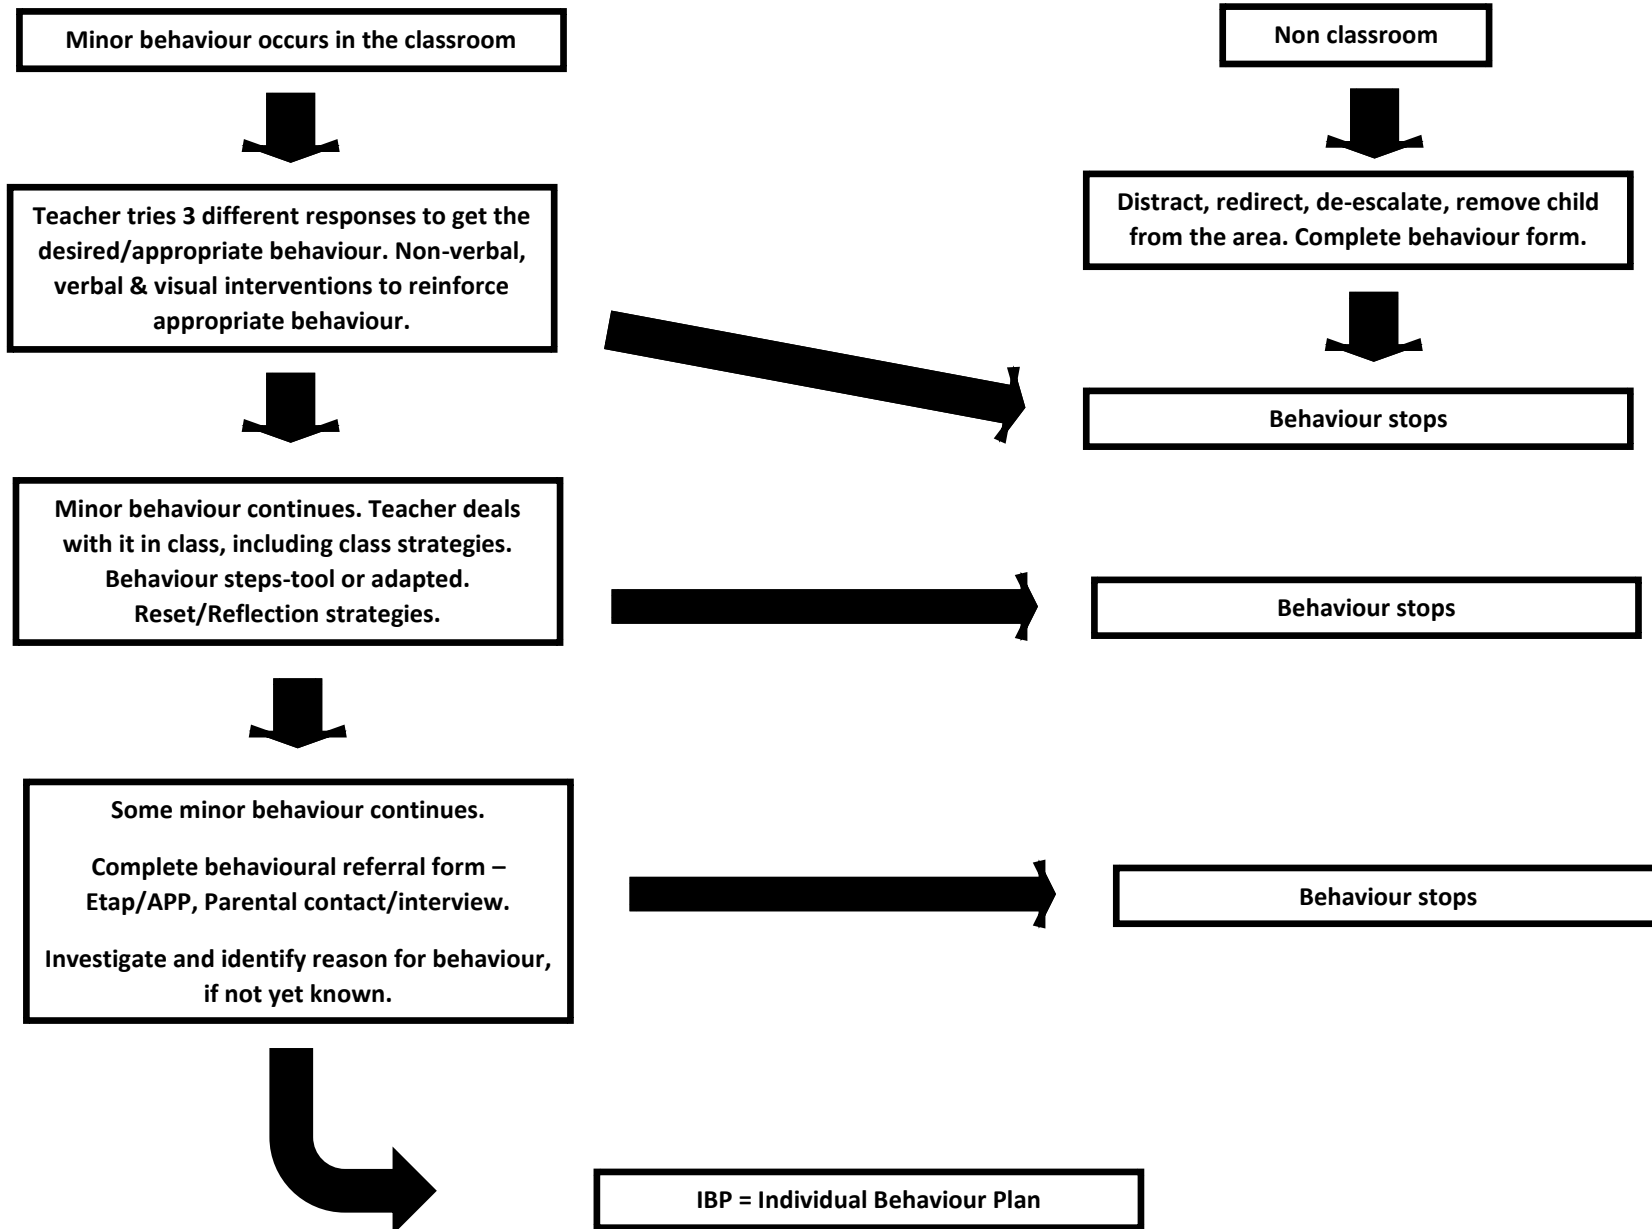 Minor behaviour occurs in the classroom
Non classroom
Teacher tries 3 different responses to get the
desired/appropriate behaviour. Non-verbal,
verbal & visual interventions to reinforce
appropriate behaviour.
Distract, redirect, de-escalate, remove child
from the area. Complete behaviour form.
Behaviour stops
Minor behaviour continues. Teacher deals
with it in class, including class strategies.
Behaviour steps-tool or adapted.
Reset/Reflection strategies.
Behaviour stops
Some minor behaviour continues.
Complete behavioural referral form –
Etap/APP, Parental contact/interview.
Investigate and identify reason for behaviour,
if not yet known.
Behaviour stops
IBP = Individual Behaviour Plan